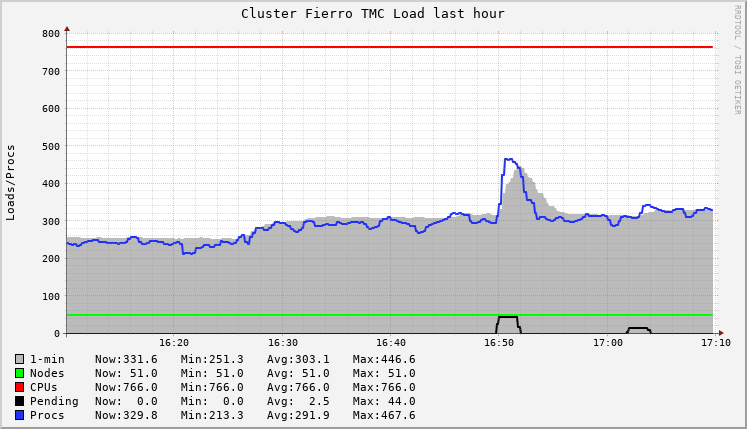 Cluster Fierro TMC Load last hour
RRDTOOL / TOBI OETIKER
Loads/Procs
800
700
600
500
400
300
200
100
0
16:20 16:30 16:40 16:50 17:00 17:10
1-min Now:331.6 Min:251.3 Avg:303.1 Max:446.6
Nodes Now: 51.0 Min: 51.0 Avg: 51.0 Max: 51.0
CPUs Now:766.0 Min:766.0 Avg:766.0 Max:766.0
Pending Now: 0.0 Min: 0.0 Avg: 2.5 Max: 44.0
Procs Now:329.8 Min:213.3 Avg:291.9 Max:467.6